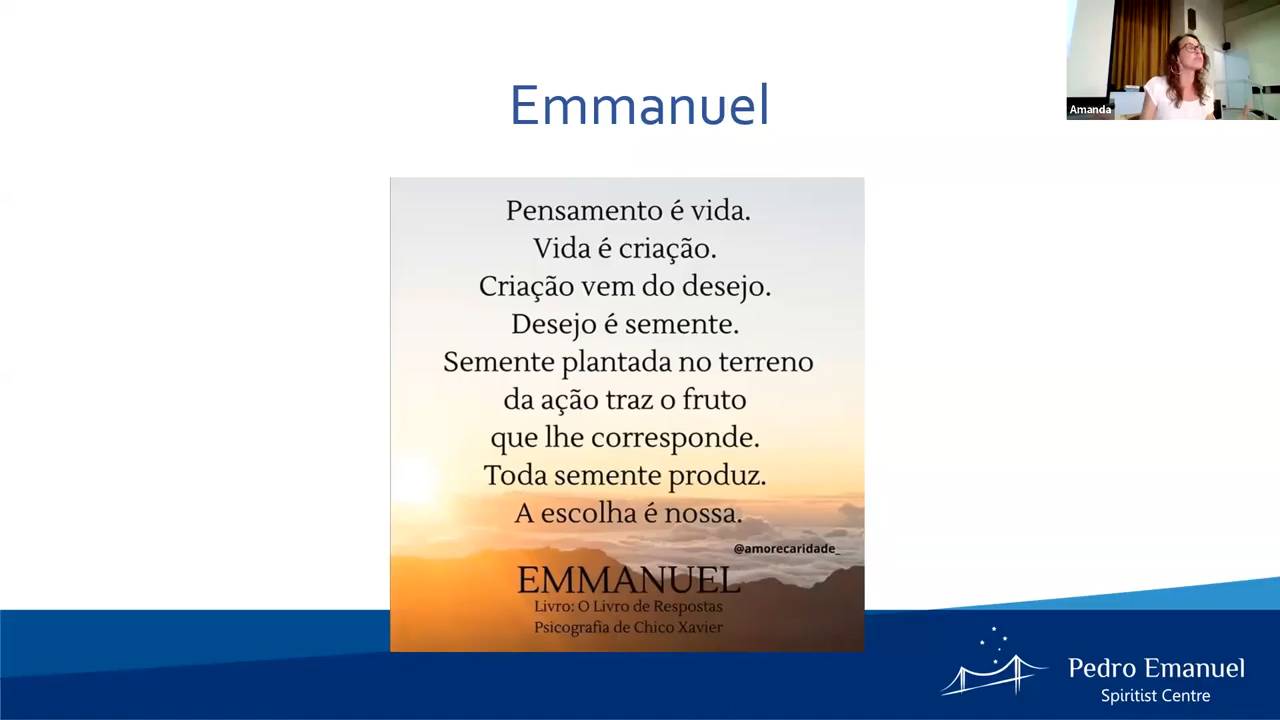 Emmanuel
Amanda
Pensamento é vida.
Vida é criação.
Criação vem do desejo.
Desejo é semente.
Semente plantada no terreno
da ação traz o fruto
que lhe corresponde.
Toda semente produz.
A escolha é nossa.
@amorecaridade_
EMMANUEL
Livro: O Livro de Respostas
Psicografia de Chico Xavier
Pedro Emanuel
Spiritist Centre